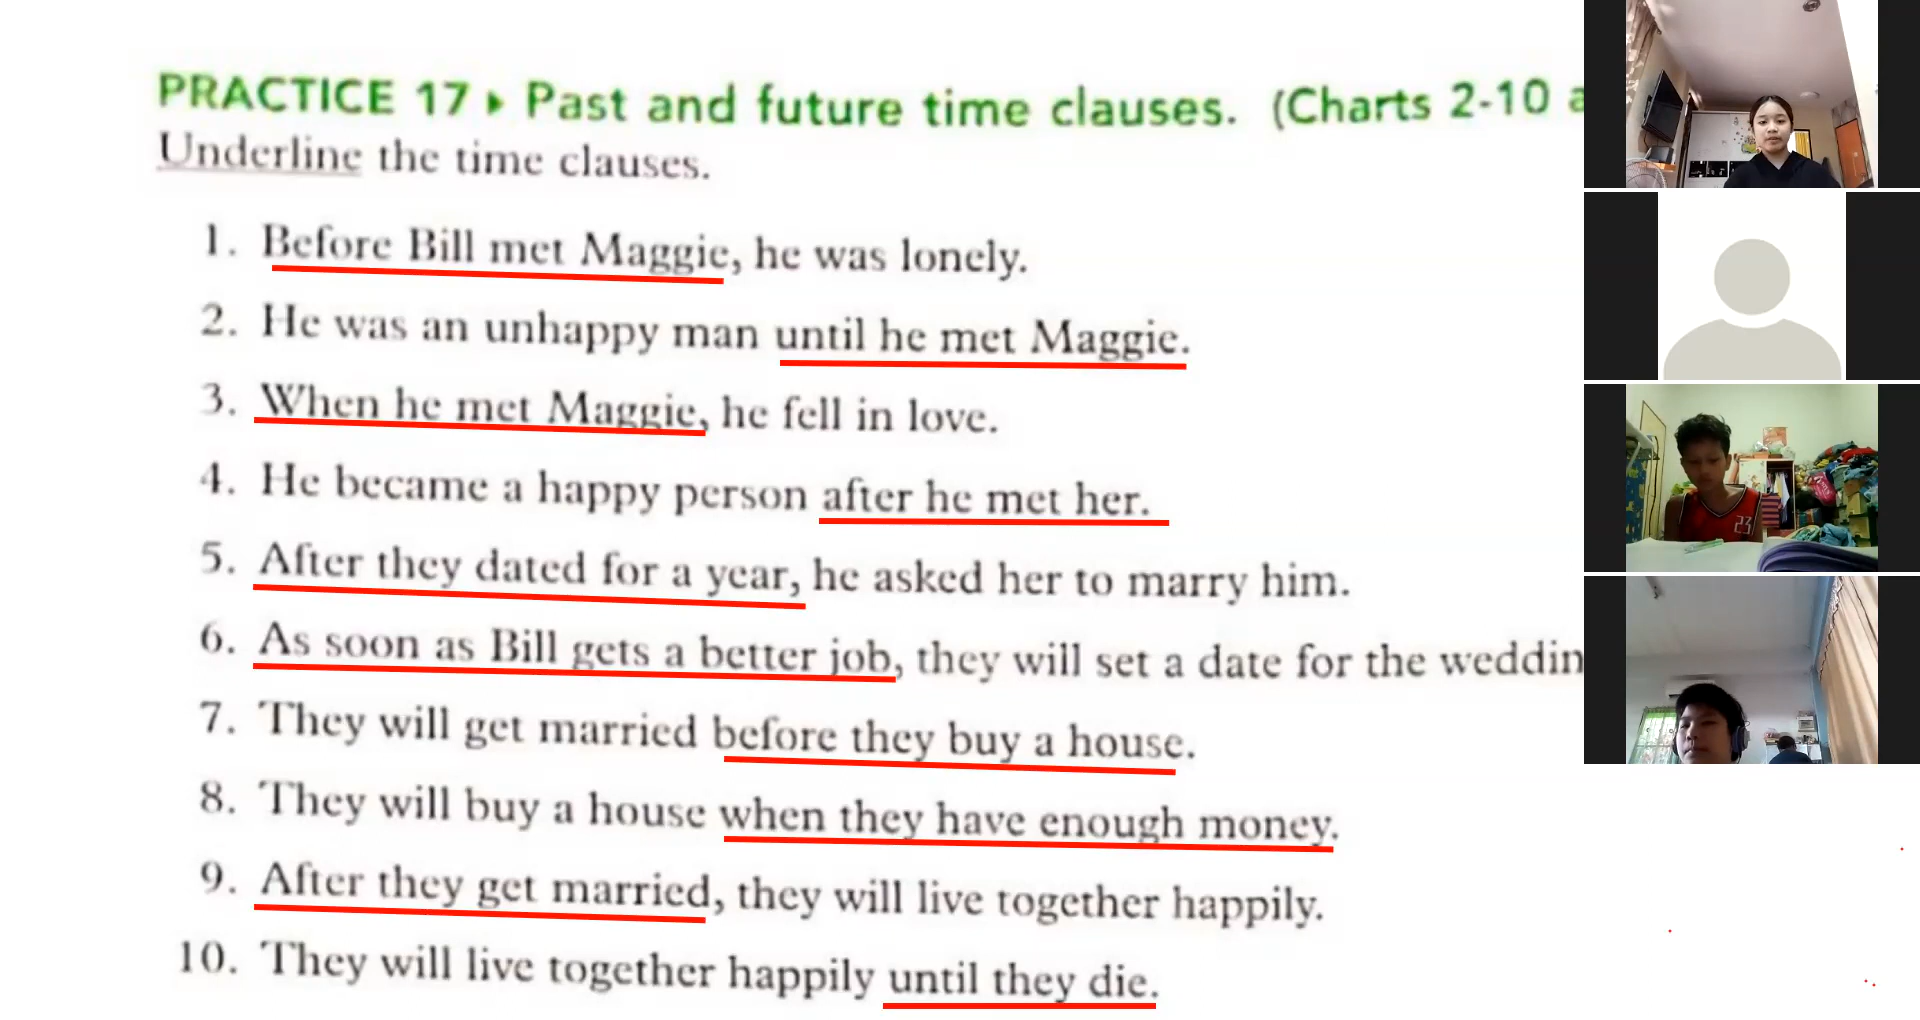 PRACTICE 17 ▸ Past and future time clauses. (Charts 2-10 a
Underline the time clauses.
1. Before Bill met Maggie, he was lonely.
2. He was an unhappy man until he met Maggie.
3. When he met Maggie, he fell in love.
4. He became a happy person after he met her.
5. After they dated for a year, he asked her to marry him.
6. As soon as Bill gets a better job, they will set a date for the weddin
7. They will get married before they buy a house.
8. They will buy a house when they have enough money.
9. After they get married, they will live together happily.
10. They will live together happily until they die.
23